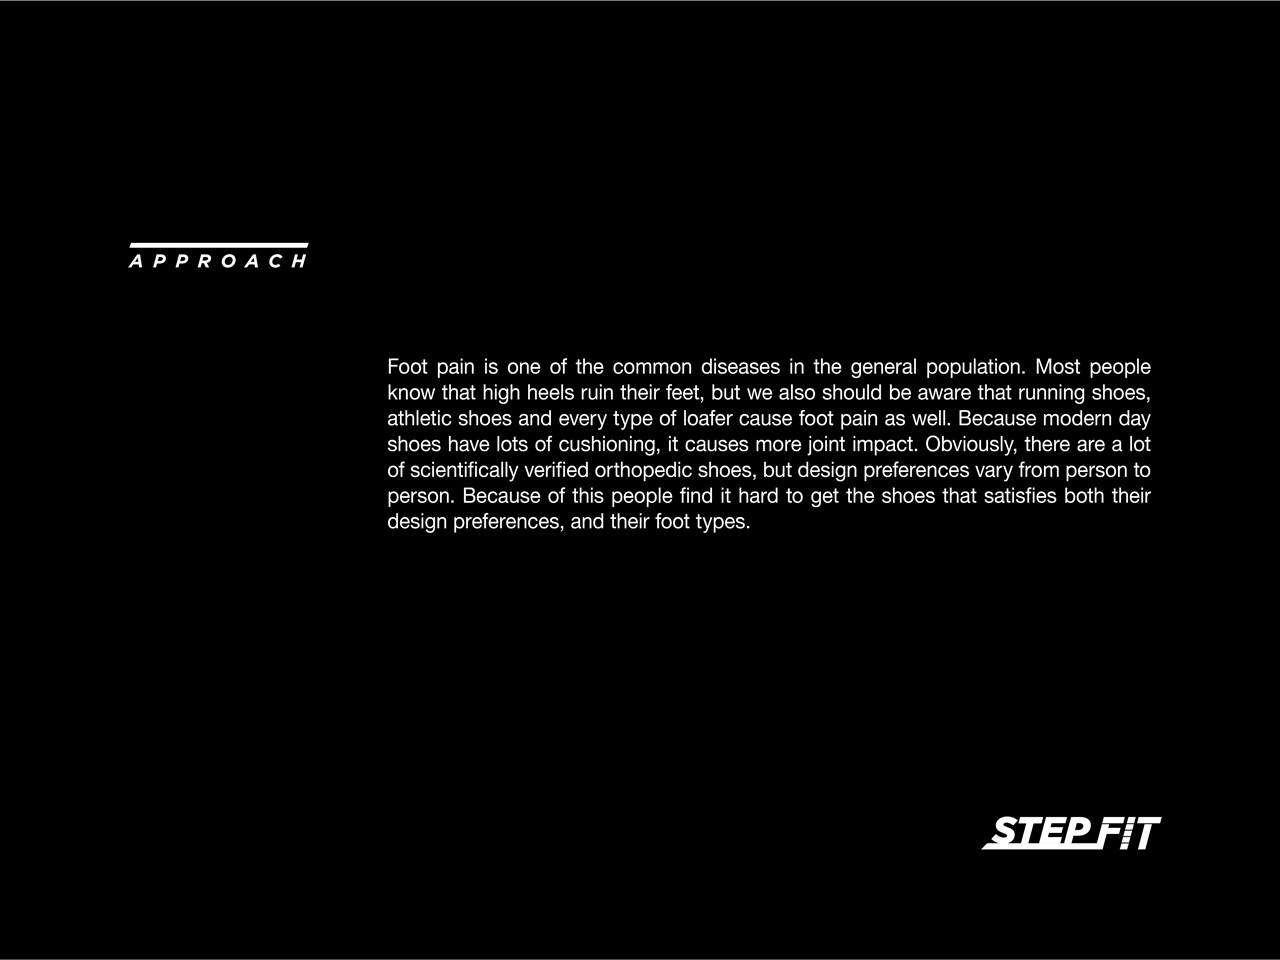 APPROACH
Foot pain is one of the common diseases in the general population. Most people
know that high heels ruin their feet, but we also should be aware that running shoes,
athletic shoes and every type of loafer cause foot pain as well. Because modern day
shoes have lots of cushioning, it causes more joint impact. Obviously, there are a lot
of scientifically verified orthopedic shoes, but design preferences vary from person to
person. Because of this people find it hard to get the shoes that satisfies both their
design preferences, and their foot types.
STEP FIT